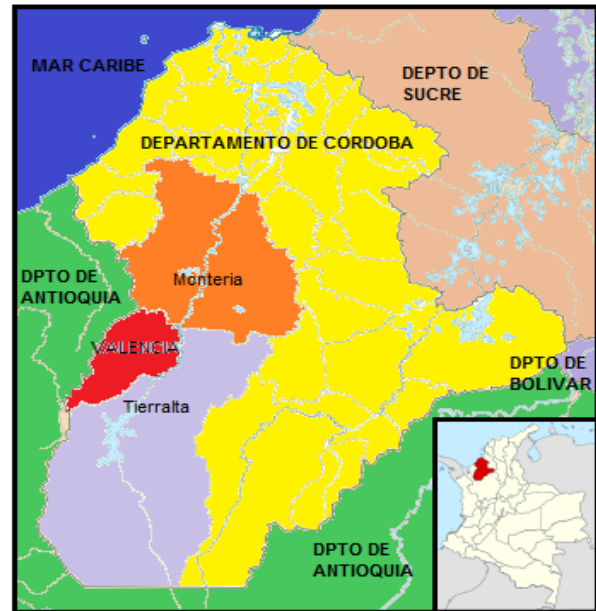 MAR CARIBE
DEPTO DE
SUCRE
DEPARTAMENTO DE CORDOBA
DPTO DE
ANTIOQUIA
Monteria
VALENCIA
DPTO DE
BOLIVAR
Tierralta
DPTO DE
ANTIOQUIA